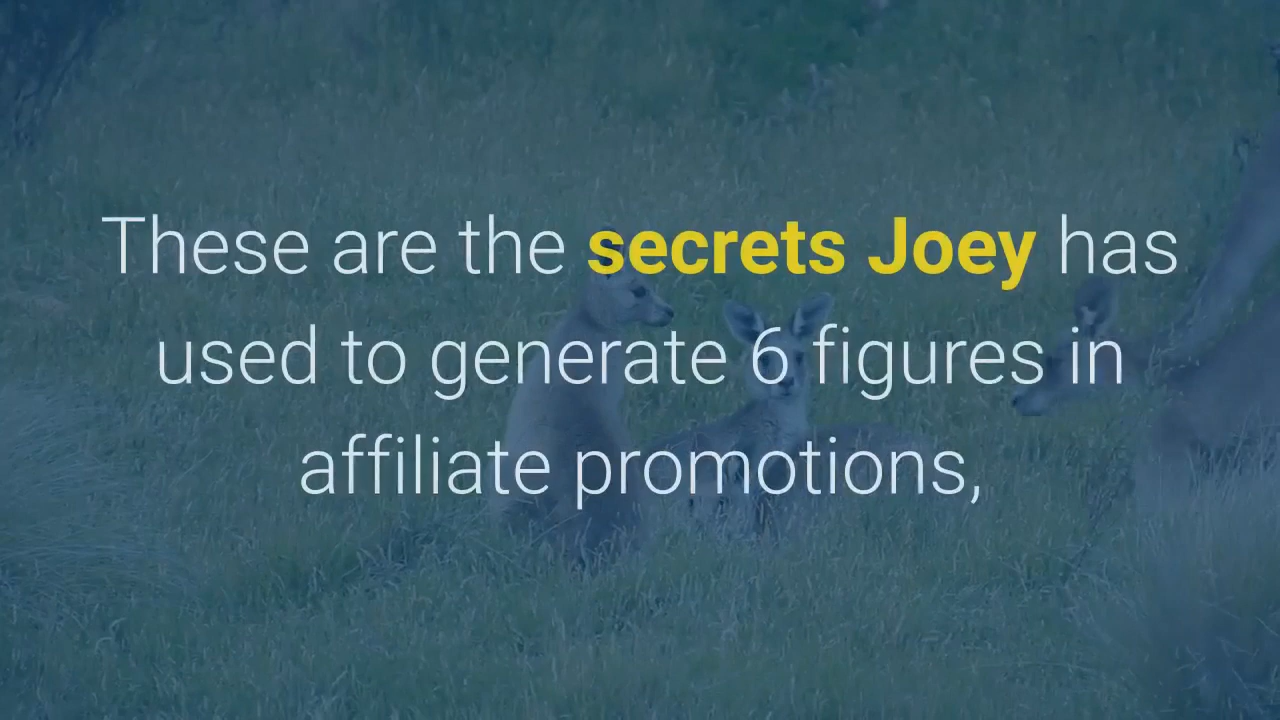 These are the secrets Joey has
used to generate 6 figures in
affiliate promotions,